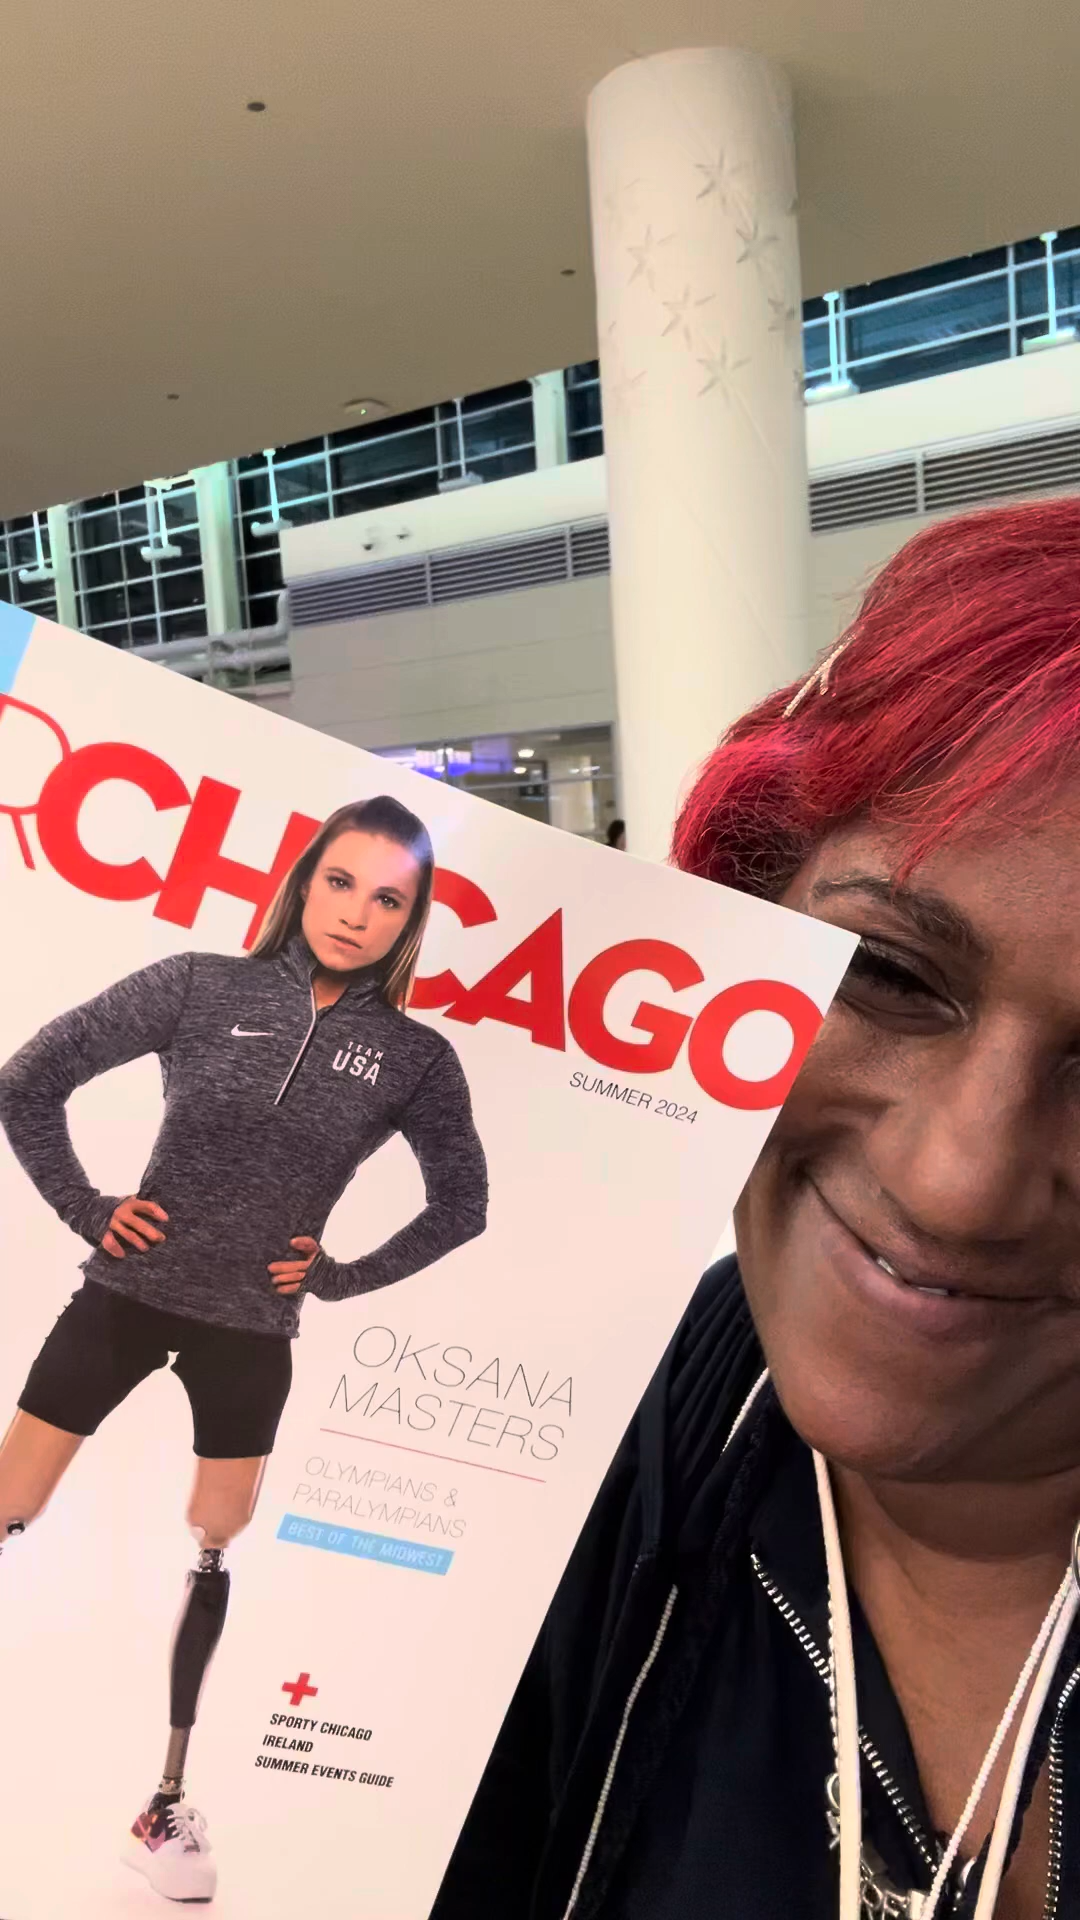 CHICAGO
SUMMER 2024
TEAM
USA
OKSANA
MASTERS
OLYMPIANS &
PARALYMPIANS
BEST OF THE MIDWEST
SPORTY CHICAGO
IRELAND
SUMMER EVENTS GUIDE